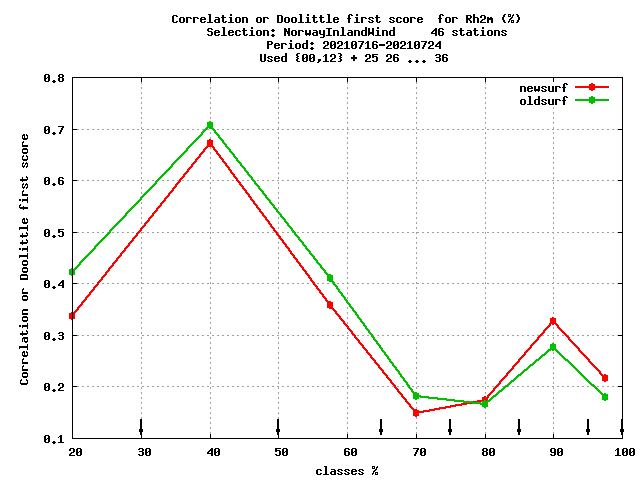 Correlation or Doolittle first score  for Rh2m (%)
Selection: NorwayInlandWind     46 stations
Period: 20210716-20210724
Used {00,12} + 25 26 ... 36
newsurf
oldsurf
Correlation or Doolittle first score
0.8
0.7
0.6
0.5
0.4
0.3
0.2
0.1
20 30 40 50 60 70 80 90 100
classes %